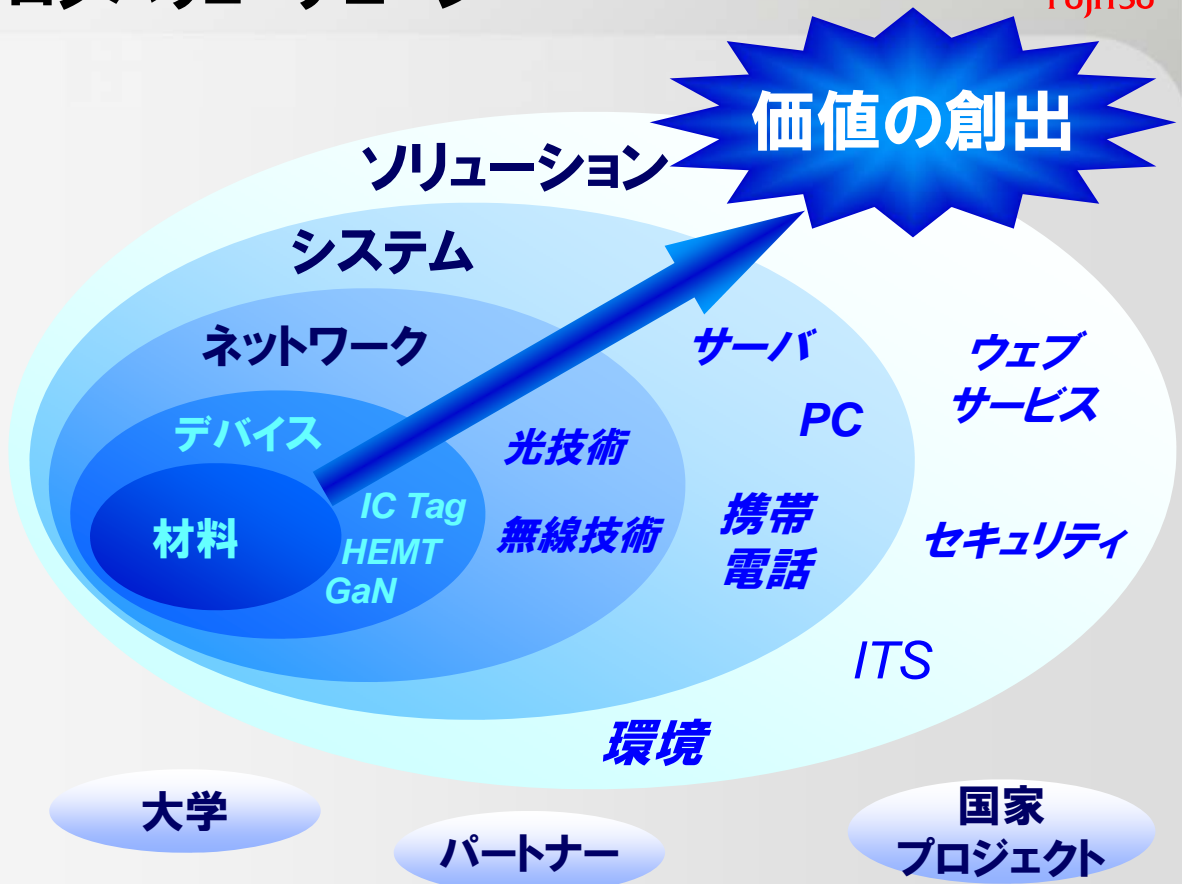 価値の創出
ソリューション
システム
ネットワーク
サーバ
ウェブ
サービス
PC
デバイス
光技術
IC Tag
携帯
電話
無線技術
セキュリティ
材料
HEMT
GaN
ITS
環境
大学
パートナー
国家
プロジェクト